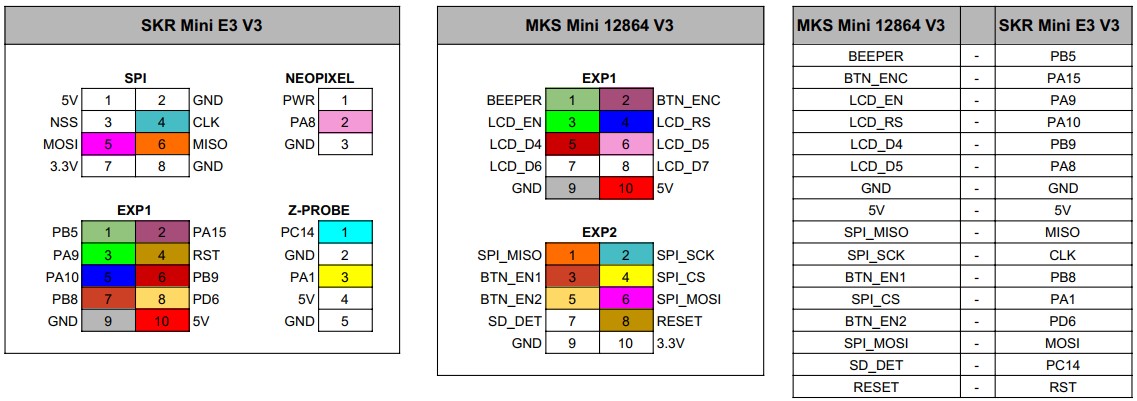 SKR Mini E3 V3
SPI
NEOPIXEL
5V 1 2 GND
PWR 1
NSS 3 4 CLK
PA8 2
MOSI 5 6 MISO
GND 3
3.3V 7 8 GND
EXP1
Z-PROBE
PB5 1 2 PA15
PC14 1
PA9 3 4 RST
GND 2
PA10 5 6 PB9
PA1 3
PB8 7 8 PD6
5V 4
GND 9 10 5V
GND 5
MKS Mini 12864 V3
EXP1
BEEPER 1 2 BTN_ENC
LCD_EN 3 4 LCD_RS
LCD_D4 5 6 LCD_D5
LCD_D6 7 8 LCD_D7
GND 9 10 5V
EXP2
SPI_MISO 1 2 SPI_SCK
BTN_EN1 3 4 SPI_CS
BTN_EN2 5 6 SPI_MOSI
SD_DET 7 8 RESET
GND 9 10 3.3V
MKS Mini 12864 V3 SKR Mini E3 V3
BEEPER - PB5
BTN_ENC - PA15
LCD_EN - PA9
LCD_RS - PA10
LCD_D4 - PB9
LCD_D5 - PA8
GND - GND
5V - 5V
SPI_MISO - MISO
SPI_SCK - CLK
BTN_EN1 - PB8
SPI_CS - PA1
BTN_EN2 - PD6
SPI_MOSI - MOSI
SD_DET - PC14
RESET - RST